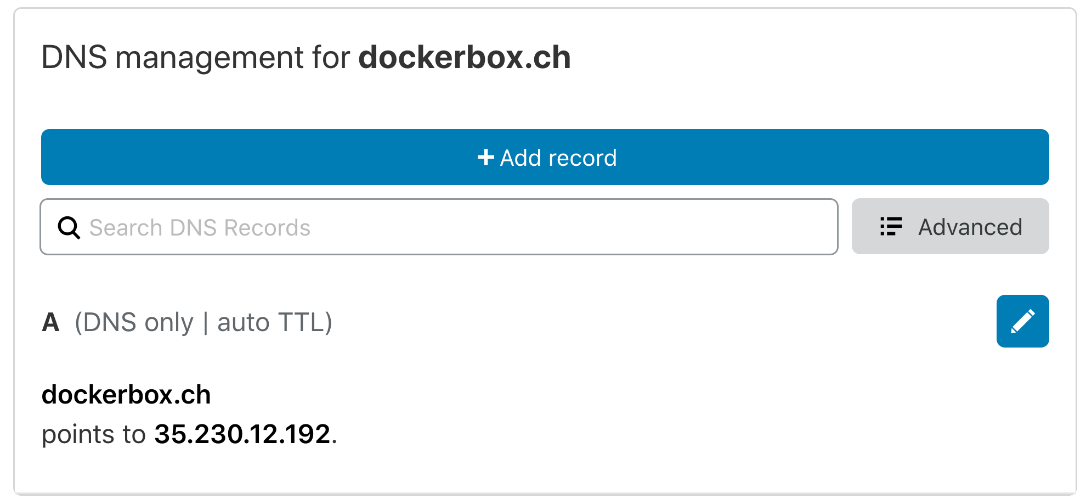 DNS management for dockerbox.ch
+ Add record
Search DNS Records
Advanced
A (DNS only | auto TTL)
dockerbox.ch
points to 35.230.12.192.